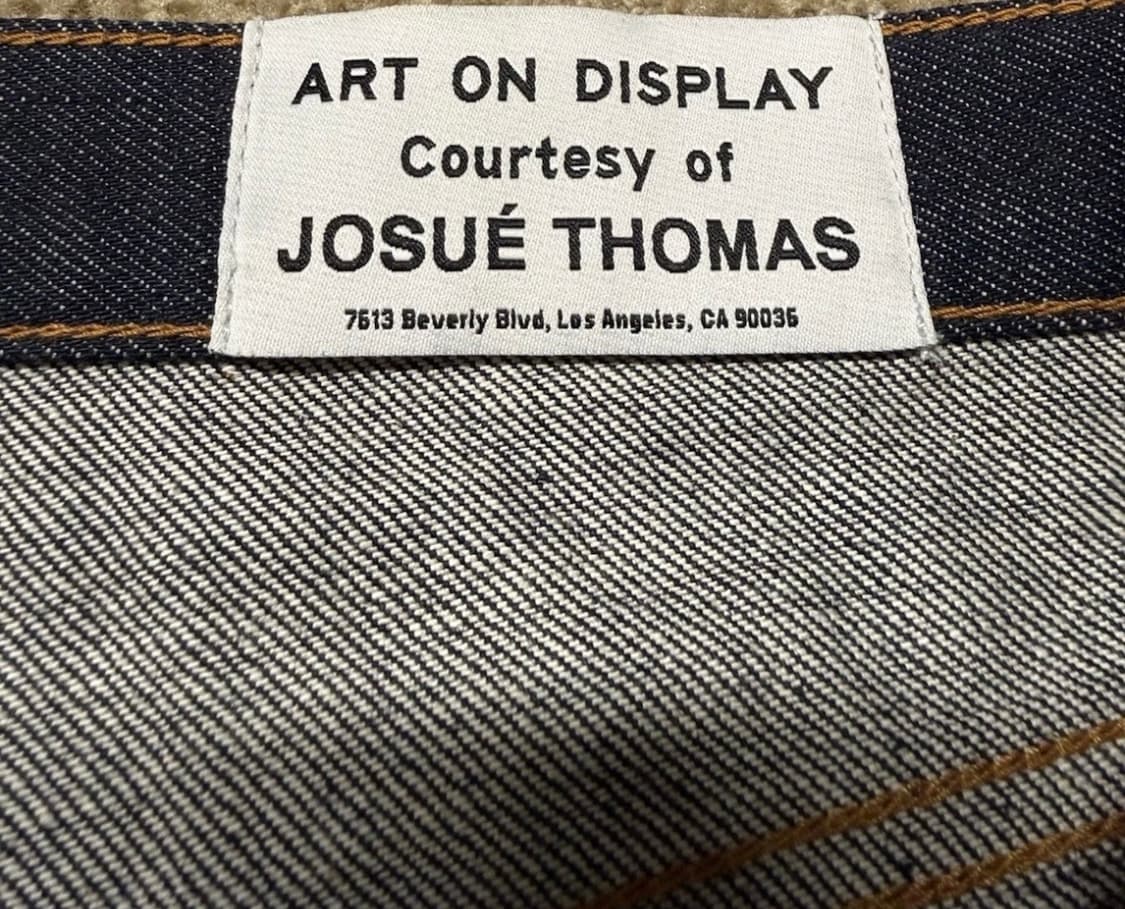 ART ON DISPLAY
Courtesy of
JOSUÉ THOMAS
7613 Beverly Blvd, Los Angeles, CA 90036